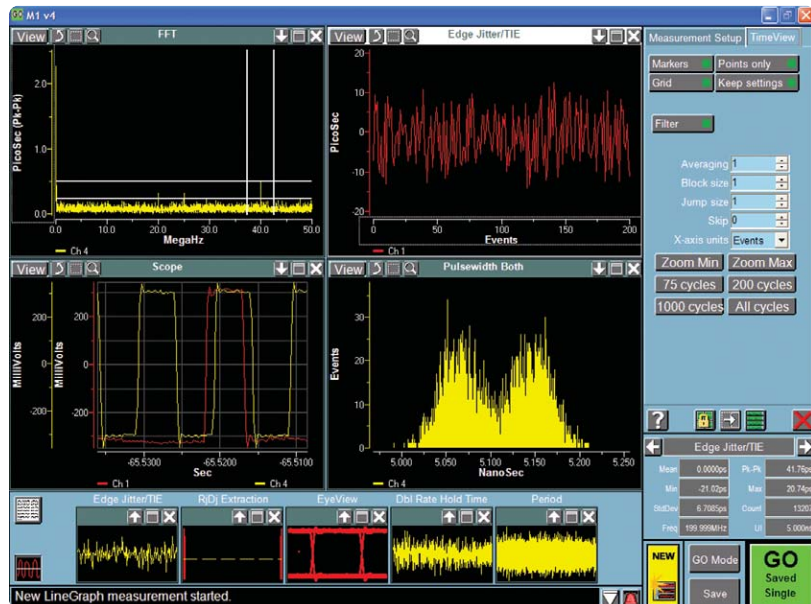 M1 v4
View
FFT
2.0
1.0
0.0
PicoSec (Pk-Pk)
0.0
10.0
20.0
30.0
40.0
50.0
MegaHz
Ch 4
View
Edge Jitter/TIE
20
10
0
-10
-20
PicoSec
0
50
100
150
200
Events
Ch 1
View
Scope
200
0
-200
MilliVolts
200
0
-200
MilliVolts
-65.5300
-65.5200
-65.5100
Sec
Ch 1
Ch 4
View
Pulsewidth Both
40
30
20
10
0
Events
5.000
5.050
5.100
5.150
5.200
5.250
NanoSec
Ch 4
Measurement Setup
TimeView
Markers
Points only
Grid
Keep settings
Filter
Averaging 1
Block size 1
Jump size 1
Skip 0
X-axis units Events
Zoom Min
Zoom Max
75 cycles
200 cycles
1000 cycles
All cycles
?
Edge Jitter/TIE
Mean 0.0000ps Pk-Pk 41.76ps
Min -21.02ps Max 20.74ps
StdDev 6.7085ps Count
Freq 199.999MHz UI 5.000n
Edge Jitter/TIE
RjDj Extraction
EyeView
Dbl Rate Hold Time
Period
NEW
GO Mode
Save
GO
Saved
Single
New LineGraph measurement started.